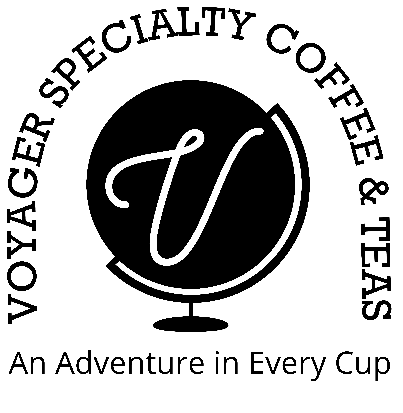 VOYAGER SPECIALTY COFFEE & TEAS
V
An Adventure in Every Cup